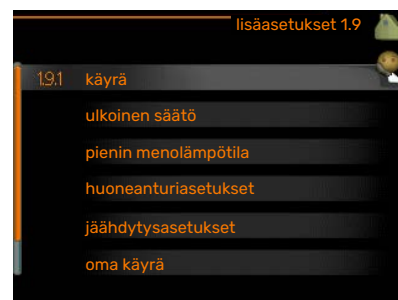 lisäasetukset 1.9
1.9.1 käyrä
ulkoinen säätö
pienin menolämpötila
huoneanturiasetukset
jäähdytysasetukset
oma käyrä